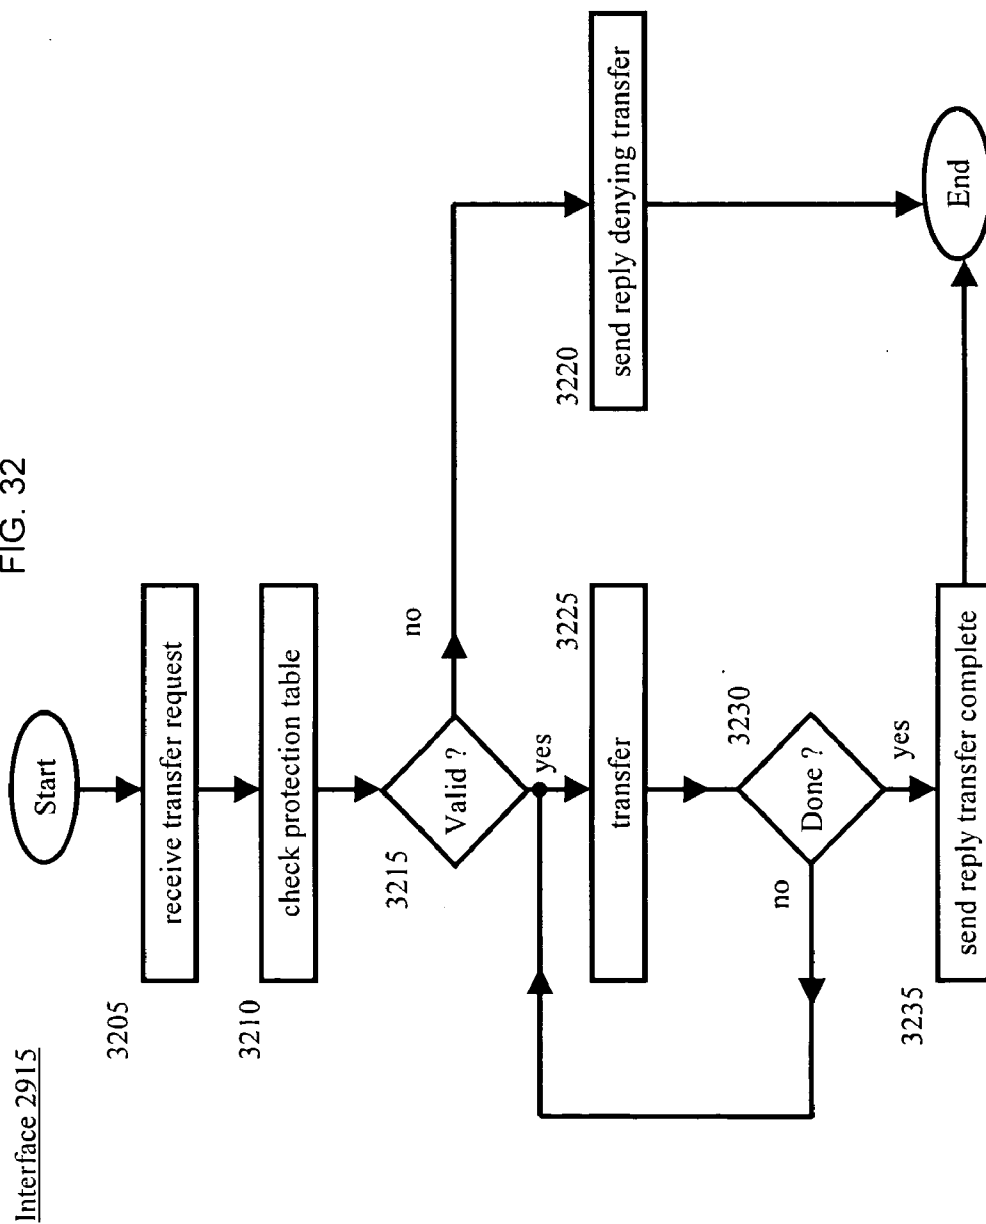 FIG. 32
Interface 2915
Start
3205
receive transfer request
3210
check protection table
3215
Valid ?
no
yes
3220
send reply denying transfer
3225
transfer
3230
Done ?
no
yes
3235
send reply transfer complete
End